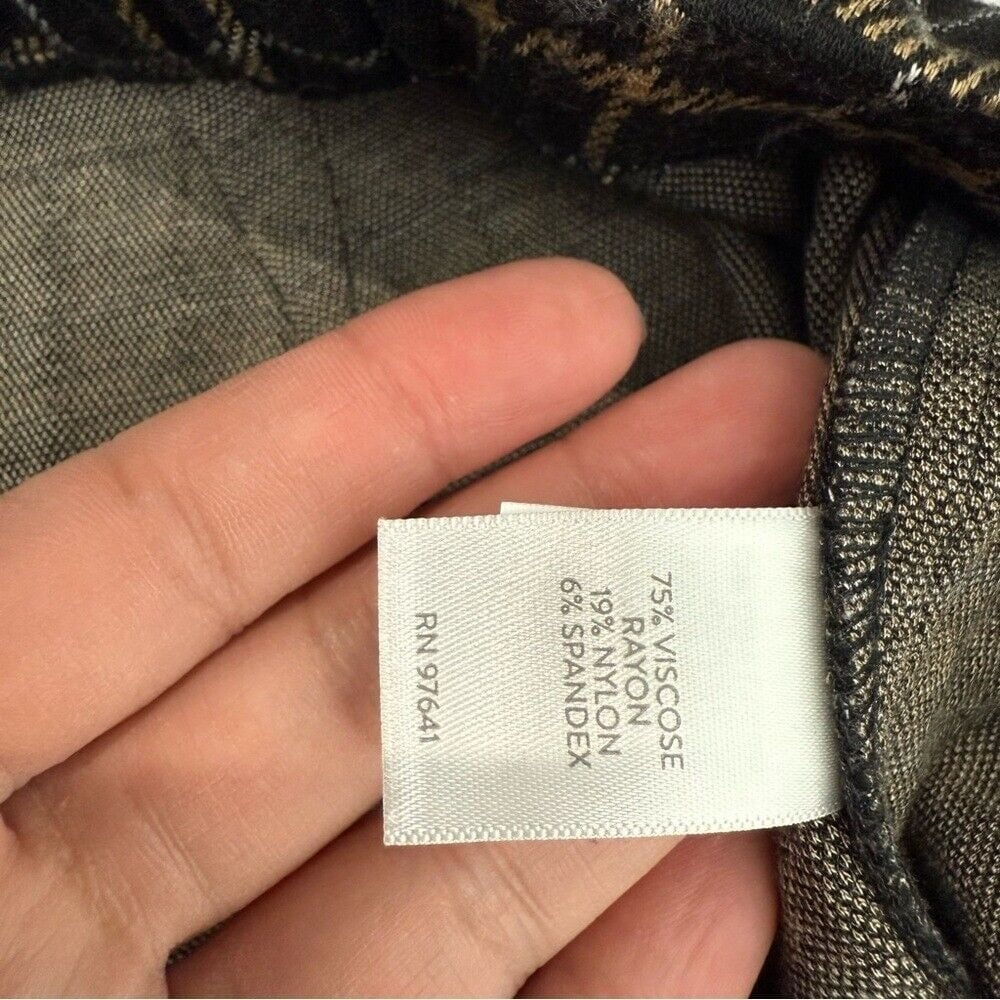 75% VISCOSE
RAYON
19% NYLON
6% SPANDEX
RN 97641